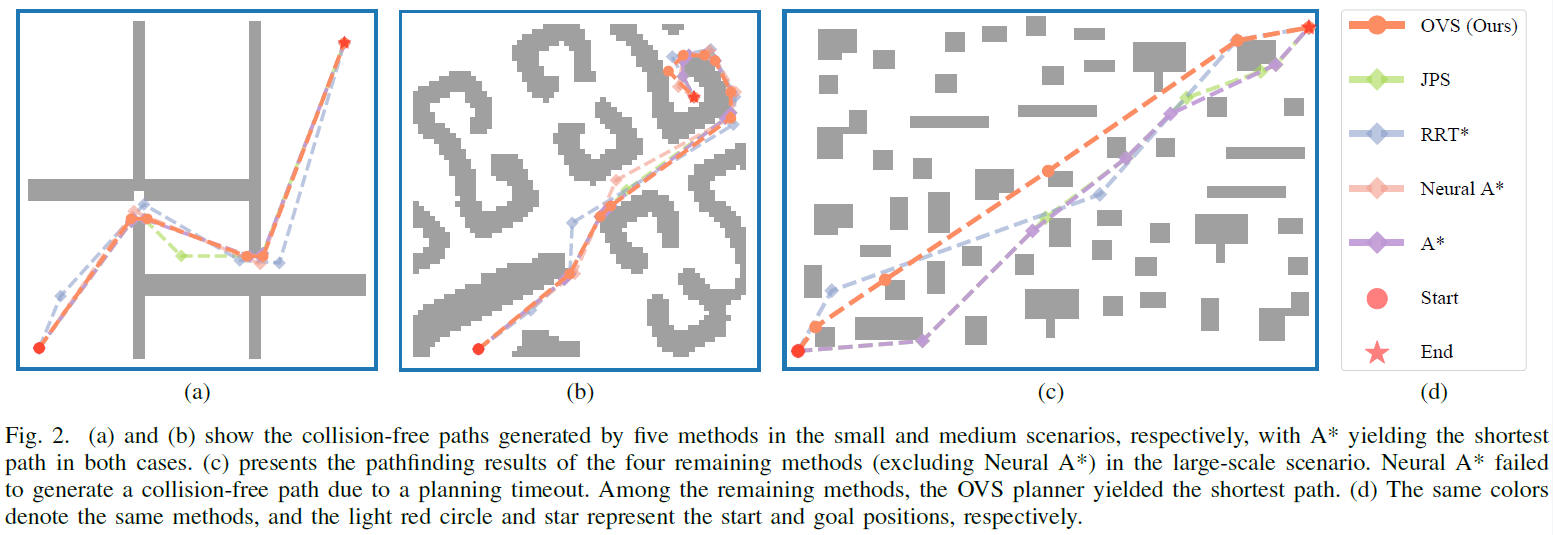 OVS (Ours)
JPS
RRT*
Neural A*
A*
Start
End
(a)
(b)
(c)
(d)
Fig. 2. (a) and (b) show the collision-free paths generated by five methods in the small and medium scenarios, respectively, with A* yielding the shortest
path in both cases. (c) presents the pathfinding results of the four remaining methods (excluding Neural A*) in the large-scale scenario. Neural A* failed
to generate a collision-free path due to a planning timeout. Among the remaining methods, the OVS planner yielded the shortest path. (d) The same colors
denote the same methods, and the light red circle and star represent the start and goal positions, respectively.